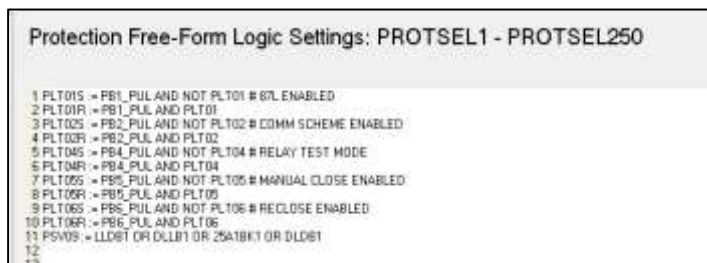 Protection Free-Form Logic Settings: PROTSEL1 - PROTSEL250
1 PLT01S := PB1_PUL AND NOT PLT01 # 87L ENABLED
2 PLT01R := PB1_PUL AND PLT01
3 PLT02S := PB2_PUL AND NOT PLT02 # COMM SCHEME ENABLED
4 PLT02R := PB2_PUL AND PLT02
5 PLT04S := PB4_PUL AND NOT PLT04 # RELAY TEST MODE
6 PLT04R := PB4_PUL AND PLT04
7 PLT05S := PB5_PUL AND NOT PLT05 # MANUAL CLOSE ENABLED
8 PLT05R := PB5_PUL AND PLT05
9 PLT06S := PB6_PUL AND NOT PLT06 # RECLOSE ENABLED
10 PLT06R := PB6_PUL AND PLT06
11 PSV09 := LLDB1 OR DLLB1 OR 25A1BK1 OR DLDB1
12